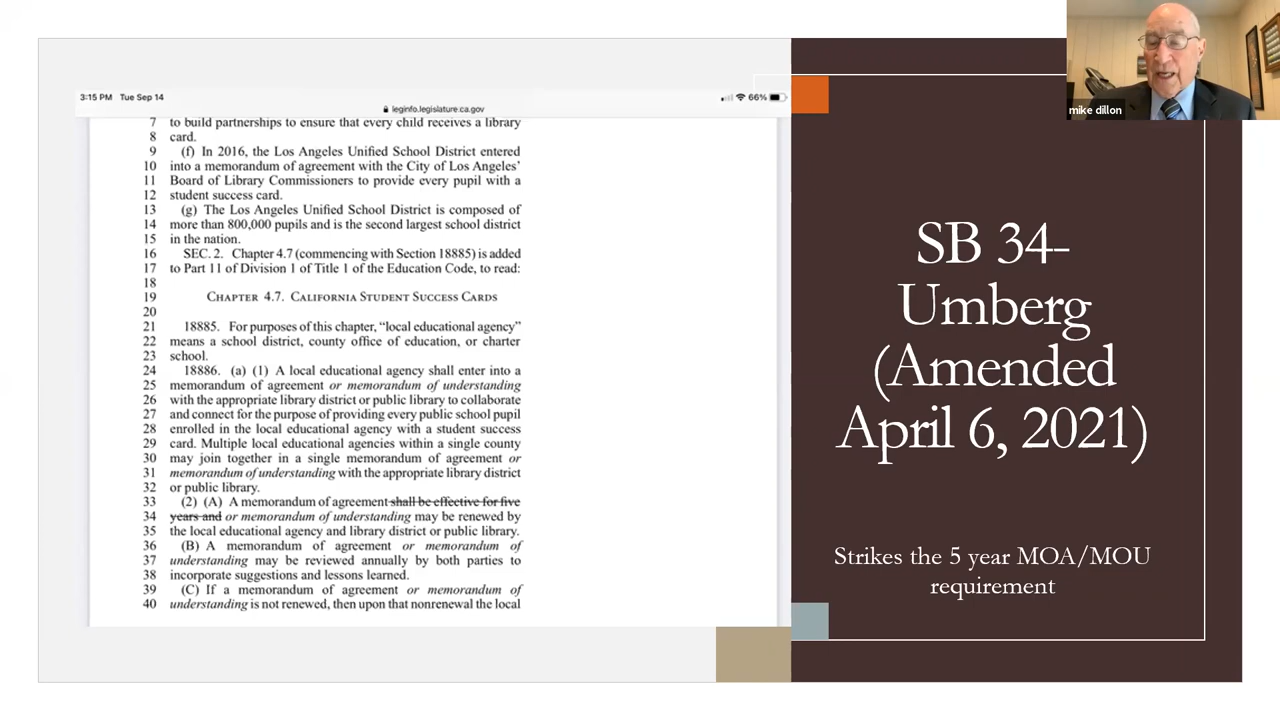 3:15 PM Tue Sep 14
leginfo.legislature.ca.gov
66%
7 to build partnerships to ensure that every child receives a library
8 card.
9 (f) In 2016, the Los Angeles Unified School District entered
10 into a memorandum of agreement with the City of Los Angeles'
11 Board of Library Commissioners to provide every pupil with a
12 student success card.
13 (g) The Los Angeles Unified School District is composed of
14 more than 800,000 pupils and is the second largest school district
15 in the nation.
16 SEC. 2. Chapter 4.7 (commencing with Section 18885) is added
17 to Part 11 of Division 1 of Title 1 of the Education Code, to read:
18
19 CHAPTER 4.7. CALIFORNIA STUDENT SUCCESS CARDS
20
21 18885. For purposes of this chapter, "local educational agency"
22 means a school district, county office of education, or charter
23 school.
24 18886. (a) (1) A local educational agency shall enter into a
25 memorandum of agreement or memorandum of understanding
26 with the appropriate library district or public library to collaborate
27 and connect for the purpose of providing every public school pupil
28 enrolled in the local educational agency with a student success
29 card. Multiple local educational agencies within a single county
30 may join together in a single memorandum of agreement or
31 memorandum of understanding with the appropriate library district
32 or public library.
33 (2) (A) A memorandum of agreement shall be effective for five
34 years and or memorandum of understanding may be renewed by
35 the local educational agency and library district or public library.
36 (B) A memorandum of agreement or memorandum of
37 understanding may be reviewed annually by both parties to
38 incorporate suggestions and lessons learned.
39 (C) If a memorandum of agreement or memorandum of
40 understanding is not renewed, then upon that nonrenewal the local
mike dillon
SB 34-
Umberg
(Amended
April 6, 2021)
Strikes the 5 year MOA/MOU
requirement